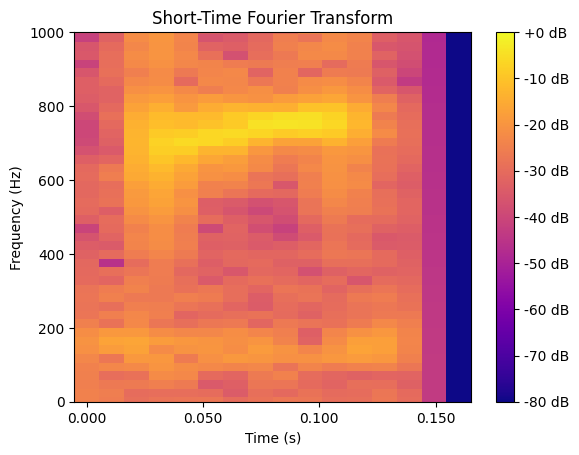 Short-Time Fourier Transform
1000
800
600
400
200
0
Frequency (Hz)
0.000
0.050
0.100
0.150
Time (s)
+0 dB
-10 dB
-20 dB
-30 dB
-40 dB
-50 dB
-60 dB
-70 dB
-80 dB